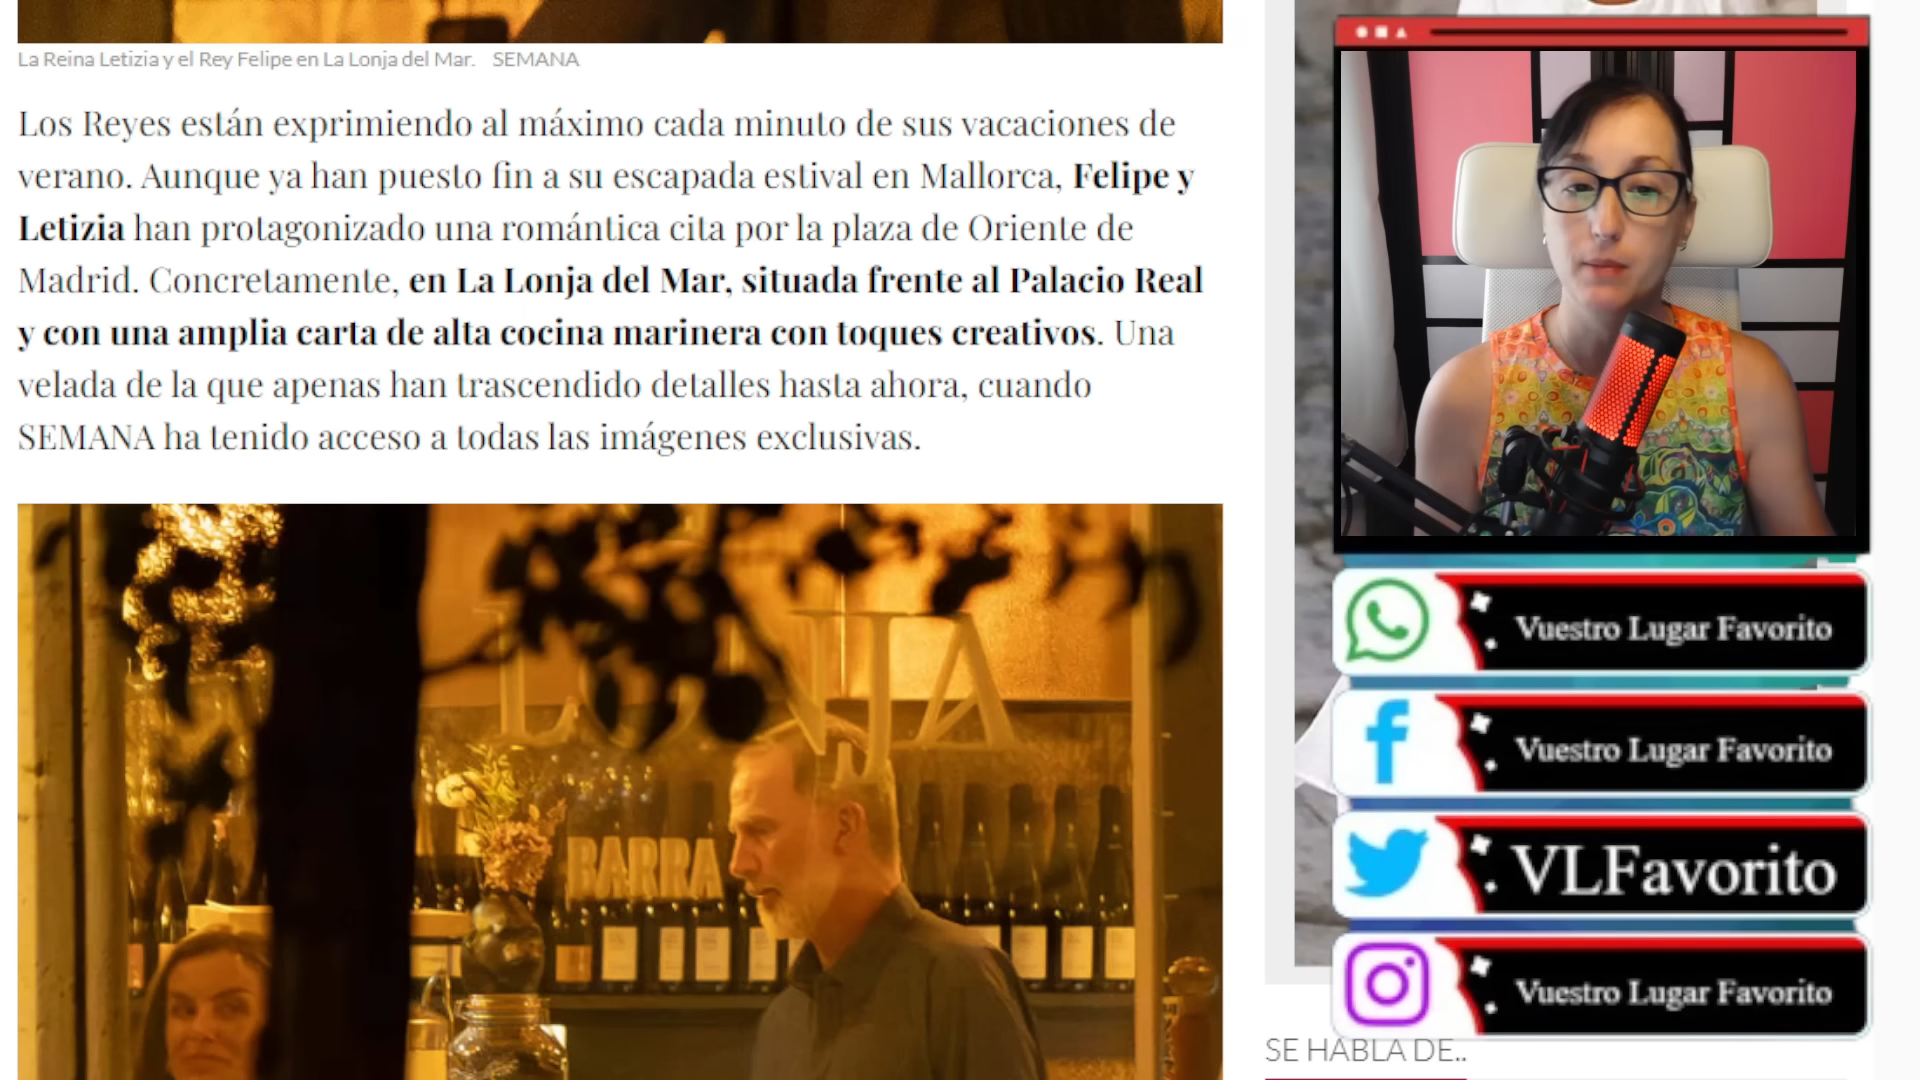 La Reina Letizia y el Rey Felipe en La Lonja del Mar. SEMANA
Los Reyes están exprimiendo al máximo cada minuto de sus vacaciones de
verano. Aunque ya han puesto fin a su escapada estival en Mallorca, Felipe y
Letizia han protagonizado una romántica cita por la plaza de Oriente de
Madrid. Concretamente, en La Lonja del Mar, situada frente al Palacio Real
y con una amplia carta de alta cocina marinera con toques creativos. Una
velada de la que apenas han trascendido detalles hasta ahora, cuando
SEMANA ha tenido acceso a todas las imágenes exclusivas.
BARRA
Vuestro Lugar Favorito
Vuestro Lugar Favorito
VLFavorito
Vuestro Lugar Favorito
SE HABLA DE..